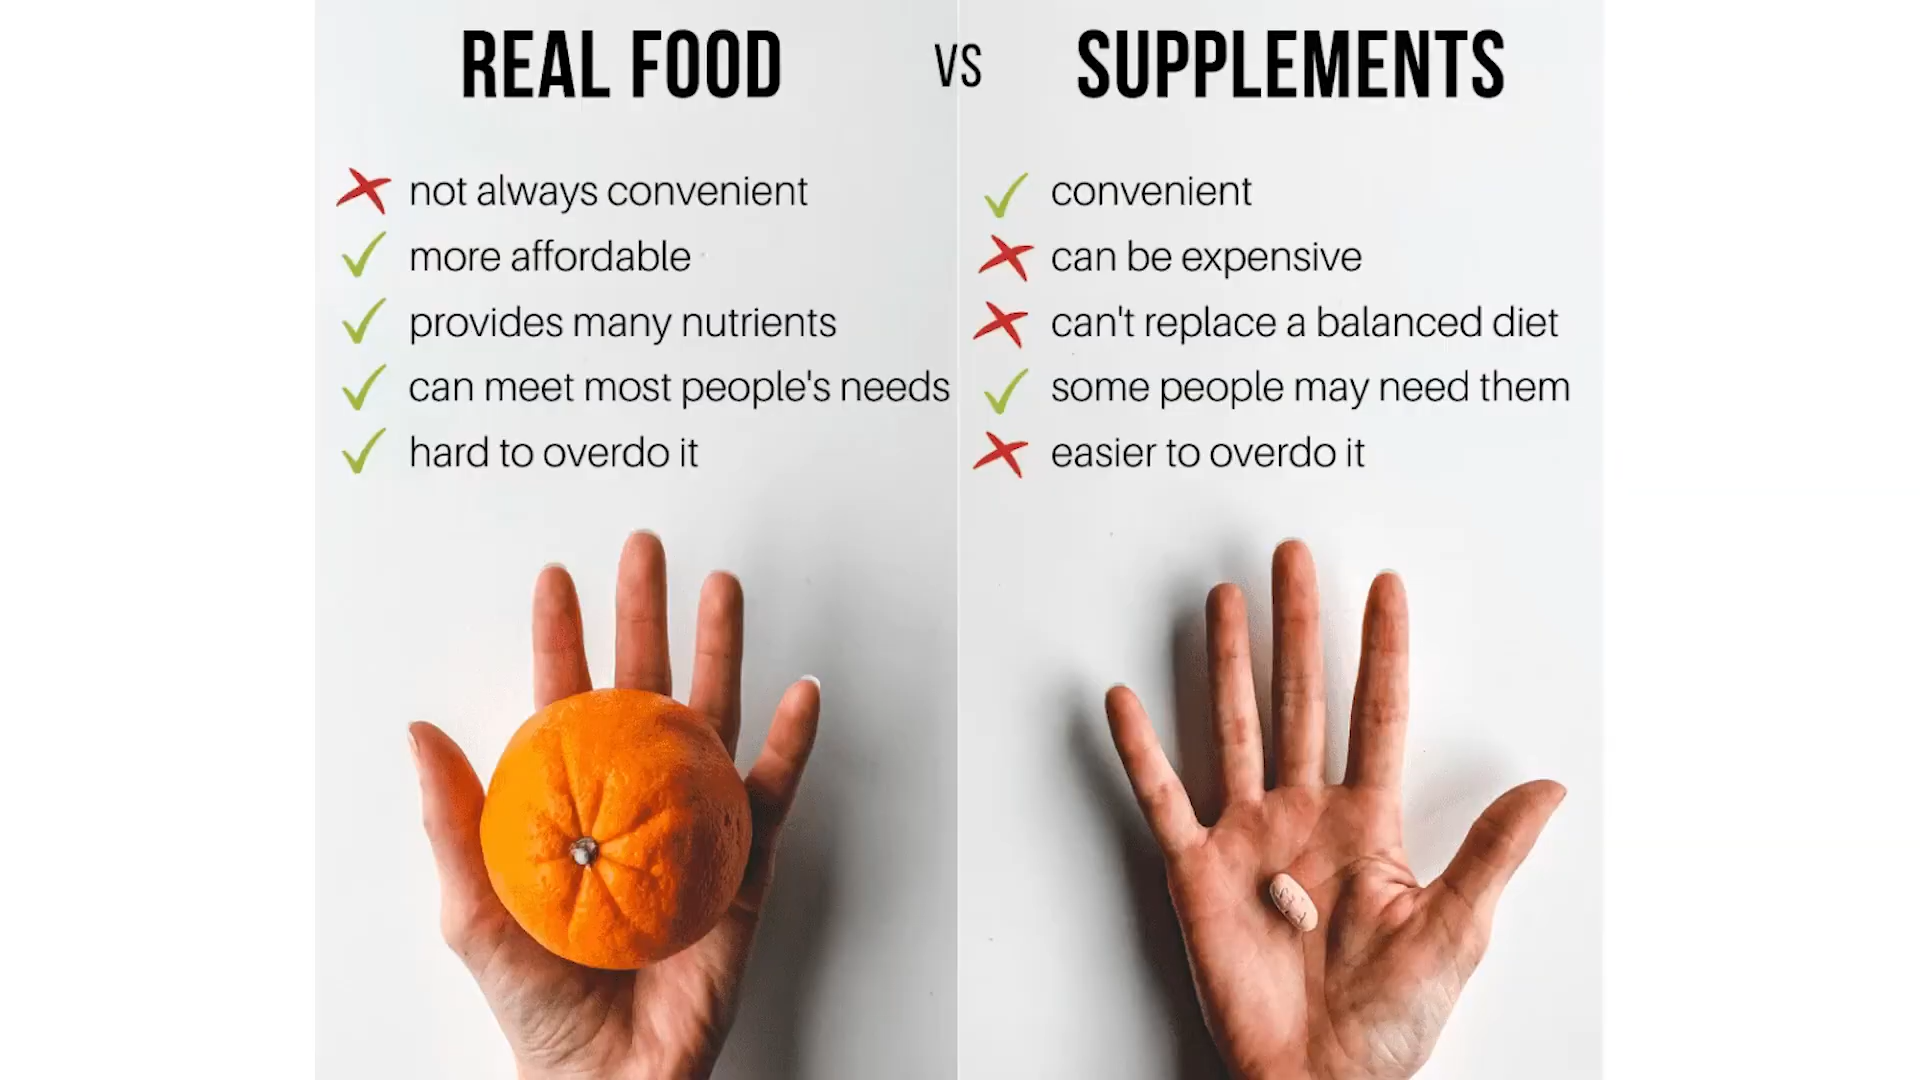 REAL FOOD VS SUPPLEMENTS
not always convenient
more affordable
provides many nutrients
can meet most people's needs
hard to overdo it
convenient
can be expensive
can't replace a balanced diet
some people may need them
easier to overdo it